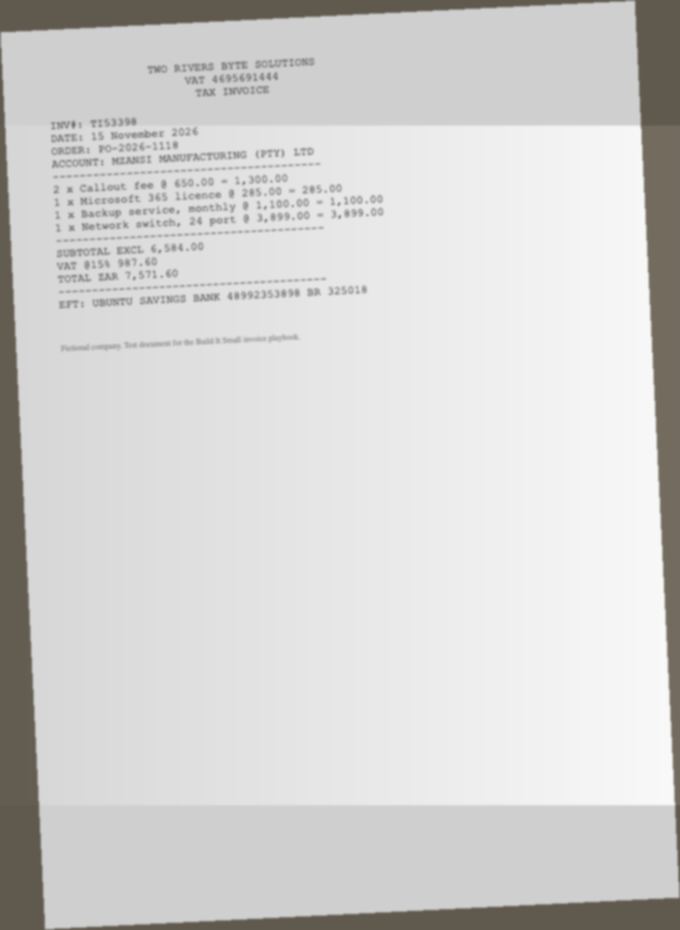 TWO RIVERS BYTE SOLUTIONS
VAT 4695691444
TAX INVOICE
INV#: TI53398
DATE: 15 November 2026
ORDER: PO-2026-1118
ACCOUNT: MZANSI MANUFACTURING (PTY) LTD
----------------------------------------
2 x Callout fee @ 650.00 = 1,300.00
1 x Microsoft 365 licence @ 285.00 = 285.00
1 x Backup service, monthly @ 1,100.00 = 1,100.00
1 x Network switch, 24 port @ 3,899.00 = 3,899.00
----------------------------------------
SUBTOTAL EXCL 6,584.00
VAT @15% 987.60
TOTAL ZAR 7,571.60
----------------------------------------
EFT: UBUNTU SAVINGS BANK 48992353898 BR 325018
Fictional company. Test document for the Build It Small invoice playbook.